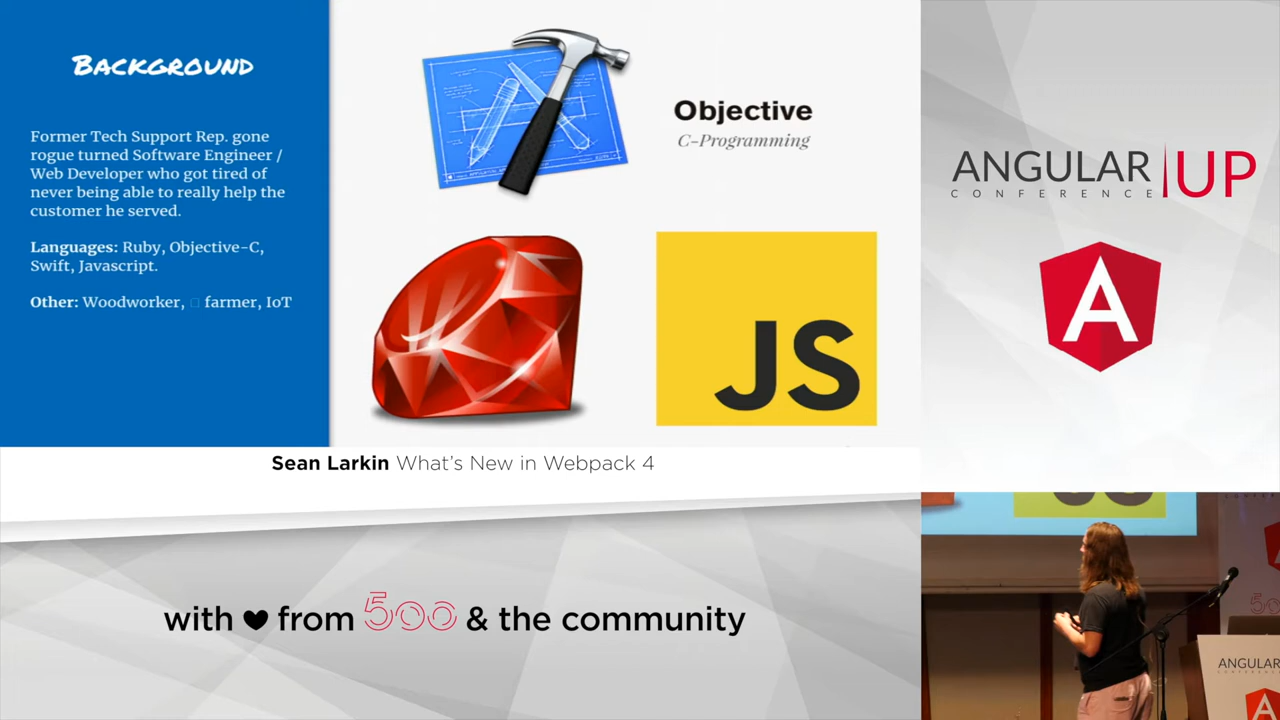 Background
Former Tech Support Rep. gone
rogue turned Software Engineer /
Web Developer who got tired of
never being able to really help the
customer he served.
Languages: Ruby, Objective-C,
Swift, Javascript.
Other: Woodworker, farmer, IoT
Objective
C-Programming
JS
Sean Larkin What's New in Webpack 4
with from 500 & the community
ANGULAR UP
CONFERENCE
A
ANGULAR
CONFERENCE
A